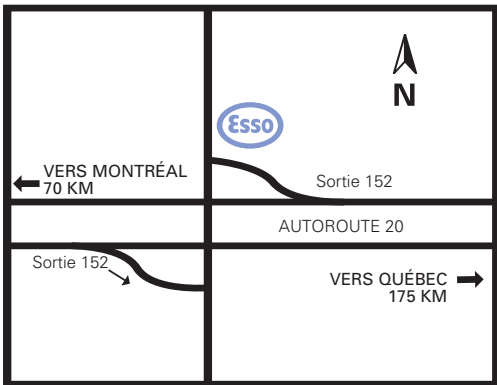 N
Esso
VERS MONTRÉAL
70 KM
Sortie 152
AUTOROUTE 20
Sortie 152
VERS QUÉBEC
175 KM